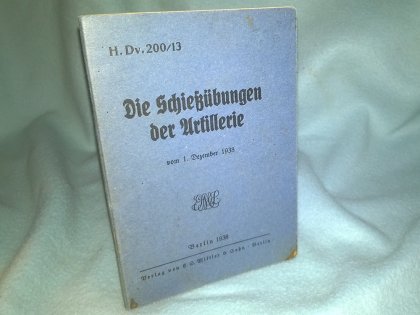 H. Dv. 200/13
Die Schießübungen
der Artillerie
vom 1. Dezember 1938
Berlin 1938
Verlag von E. S. Mittler & Sohn, Berlin